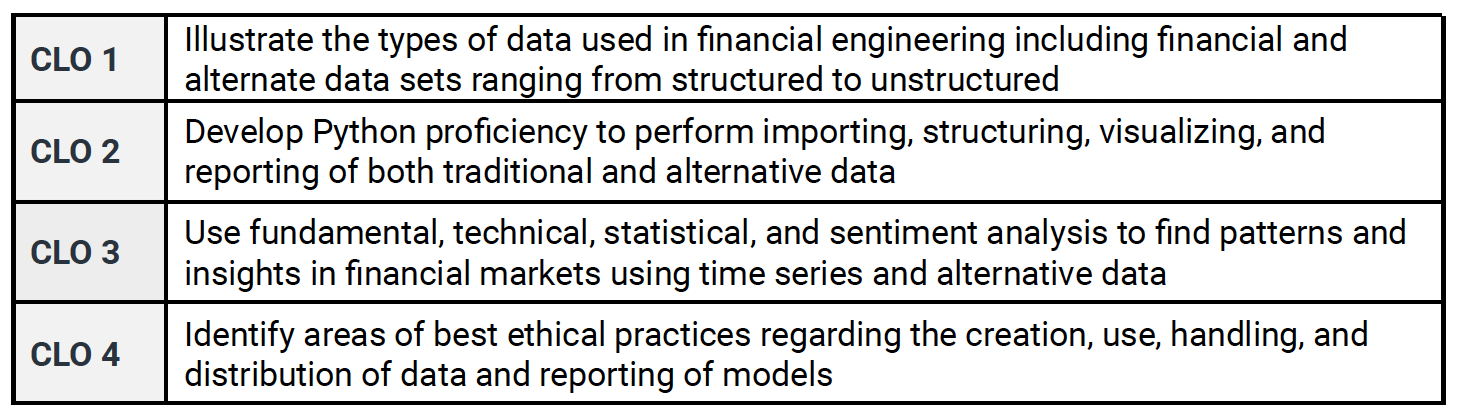 CLO 1
Illustrate the types of data used in financial engineering including financial and
alternate data sets ranging from structured to unstructured
CLO 2
Develop Python proficiency to perform importing, structuring, visualizing, and
reporting of both traditional and alternative data
CLO 3
Use fundamental, technical, statistical, and sentiment analysis to find patterns and
insights in financial markets using time series and alternative data
CLO 4
Identify areas of best ethical practices regarding the creation, use, handling, and
distribution of data and reporting of models